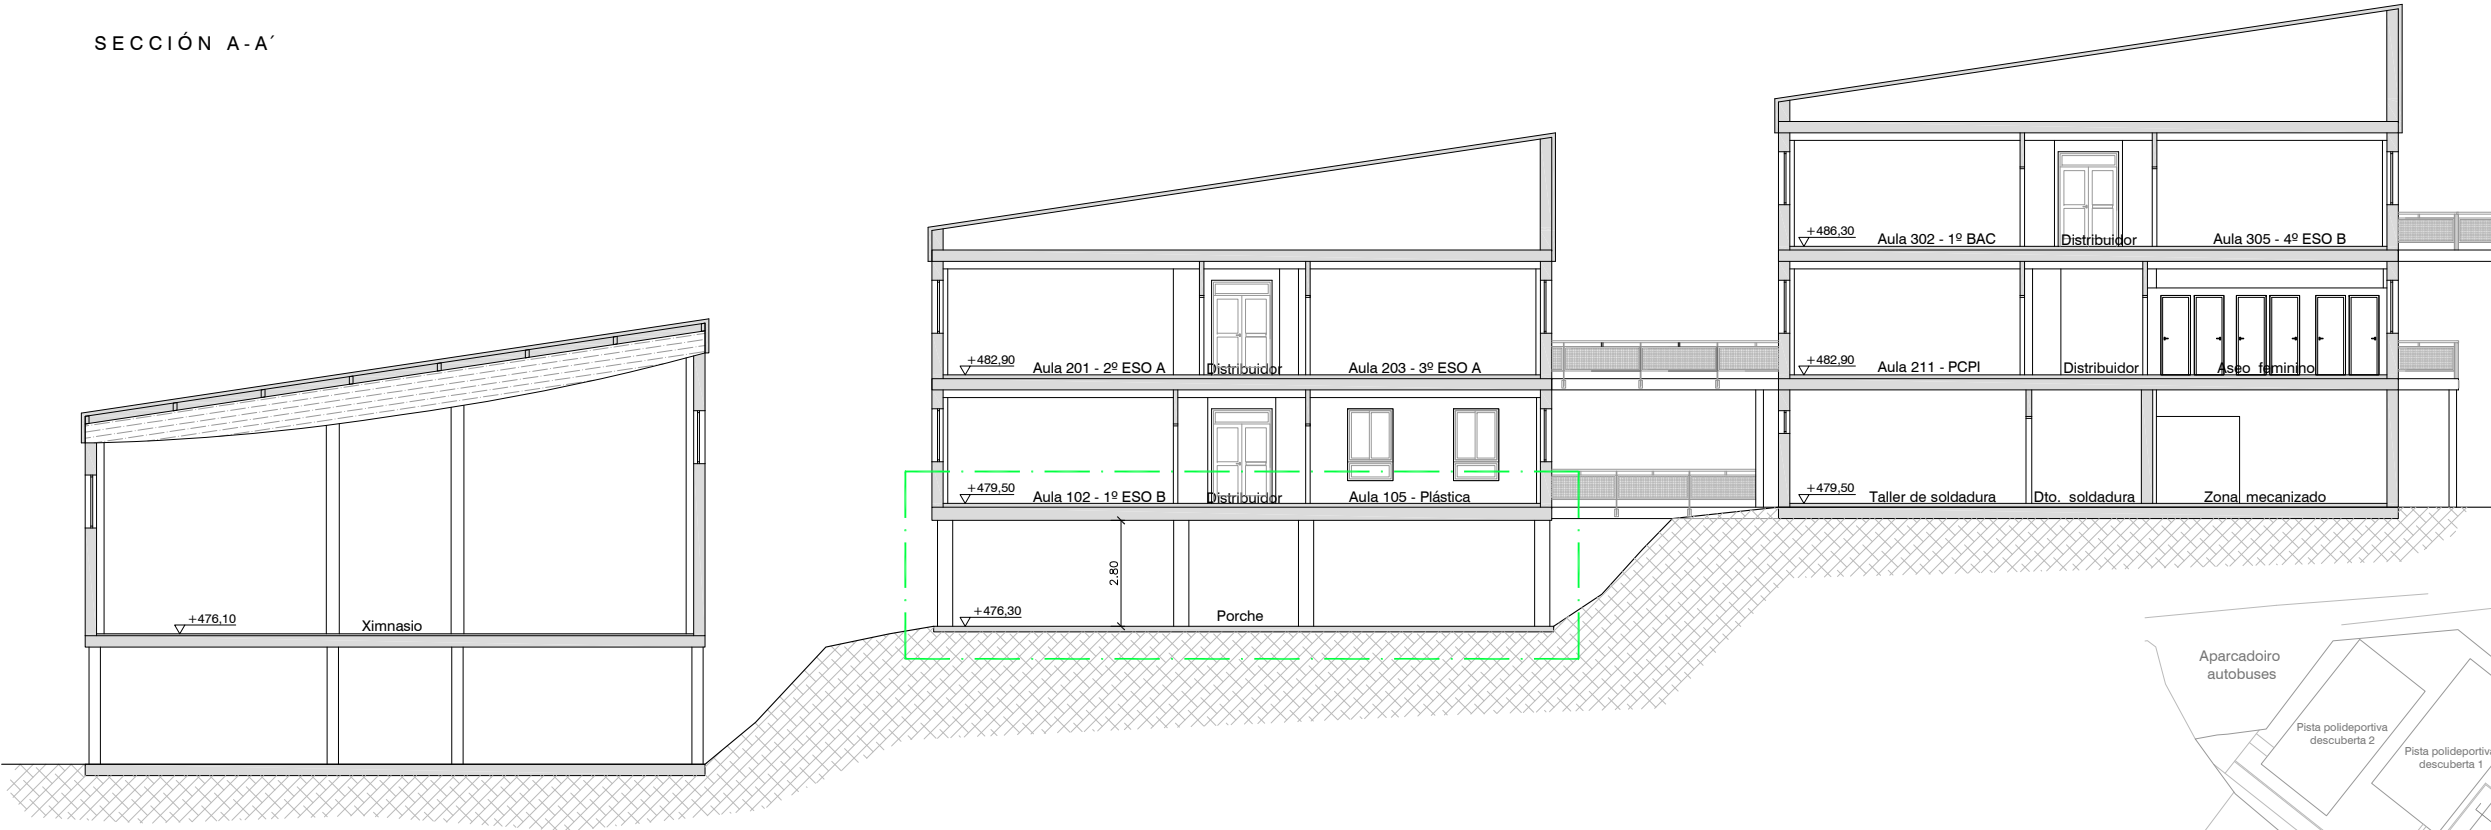 SECCIÓN A-A´
+486,30
Aula 302 - 1º BAC
Distribuidor
Aula 305 - 4º ESO B
+482,90
Aula 201 - 2º ESO A
Distribuidor
Aula 203 - 3º ESO A
+482,90
Aula 211 - PCPI
Distribuidor
Aseo feminino
+479,50
Aula 102 - 1º ESO B
Distribuidor
Aula 105 - Plástica
+479,50
Taller de soldadura
Dto. soldadura
Zona mecanizado
2.80
+476,10
Ximnasio
+476,30
Porche
Aparcadoiro
autobuses
Pista polideportiva
descuberta 2
Pista polideportiva
descuberta 1